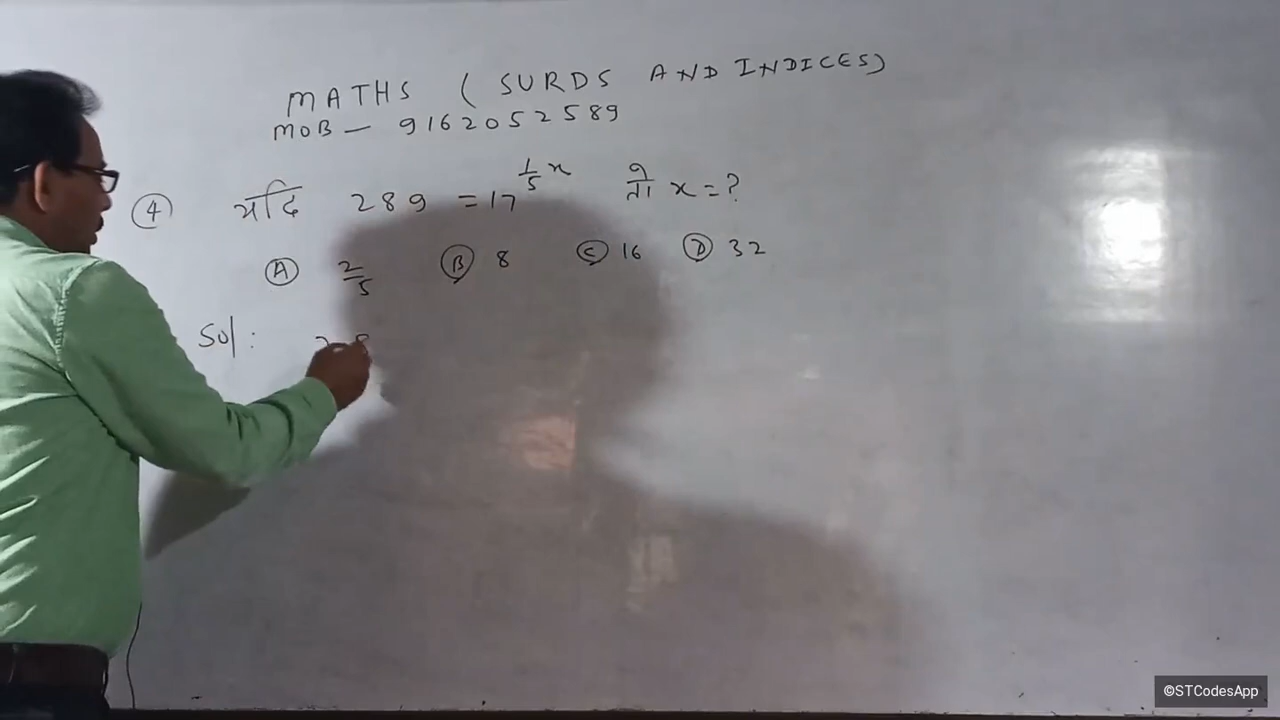 MATHS ( SURDS AND INDICES)
MOB — 9162052589
④ यदि 289 = 17^{1/5 x} तो x = ?
Ⓐ 2/5 Ⓑ 8 Ⓒ 16 Ⓓ 32
Sol:
©STCodesApp